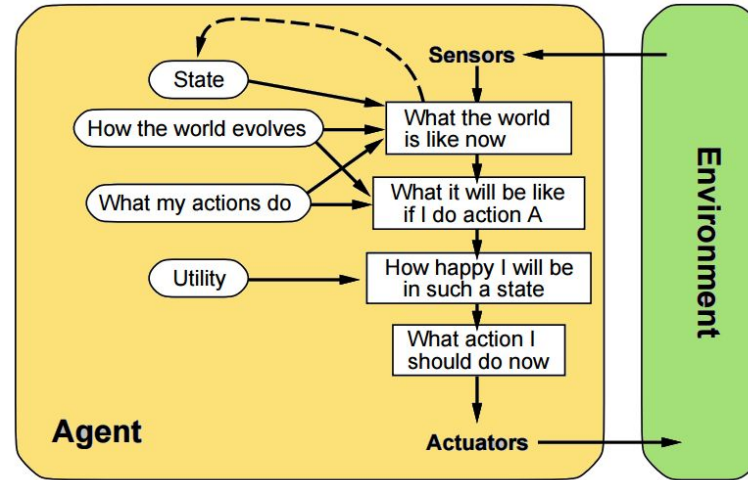 Sensors
State
What the world
is like now
How the world evolves
What it will be like
if I do action A
What my actions do
How happy I will be
in such a state
Utility
What action I
should do now
Agent
Actuators
Environment